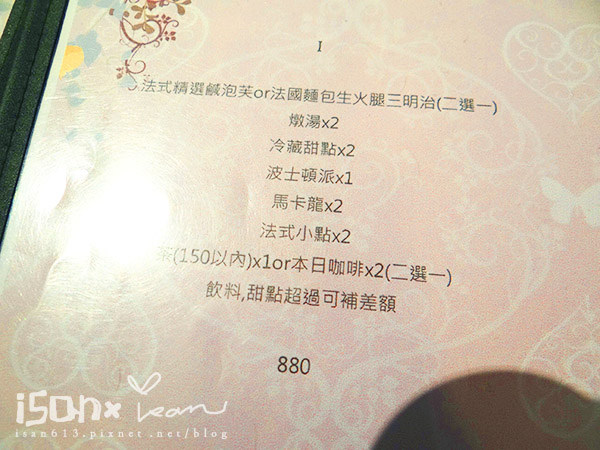 I
法式精選鹹泡芙or法國麵包生火腿三明治(二選一)
燉湯x2
冷藏甜點x2
波士頓派x1
馬卡龍x2
法式小點x2
茶(150以內)x1or本日咖啡x2(二選一)
飲料,甜點超過可補差額
880
isan613.pixnet.net/blog